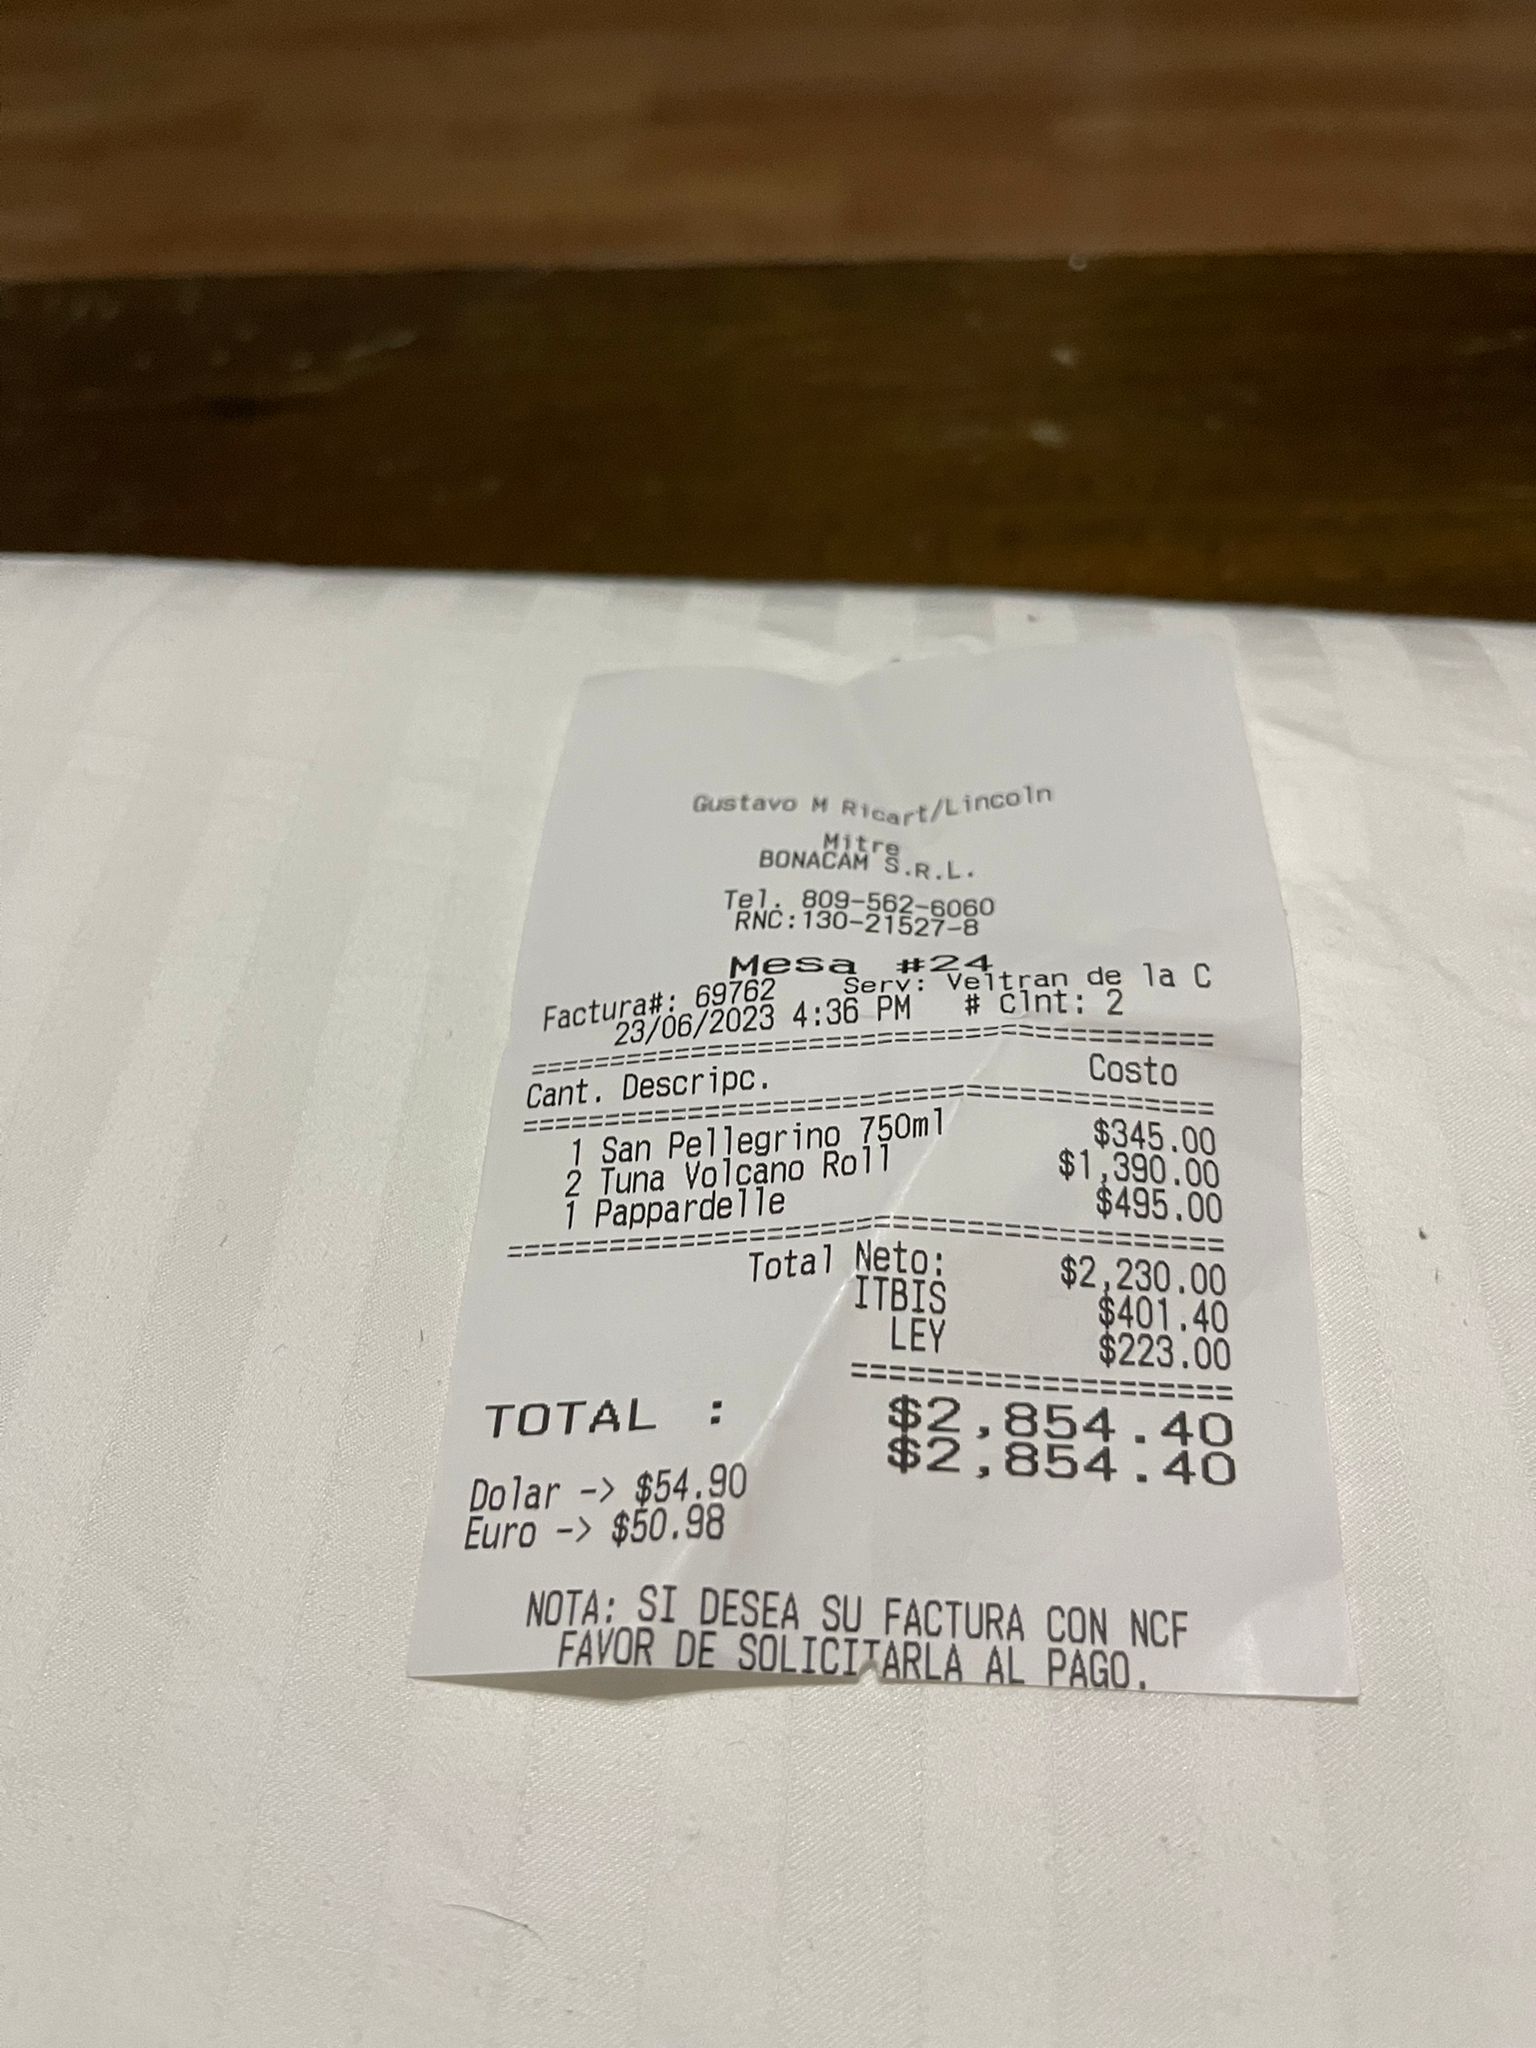 Gustavo M Ricart/Lincoln
Mitre
BONACAM S.R.L.
Tel. 809-562-6060
RNC:130-21527-8
Mesa #24
Factura#: 69762 Serv: Veltran de la C
23/06/2023 4:36 PM # Clnt: 2
======================================
Cant. Descripc. Costo
======================================
1 San Pellegrino 750ml $345.00
2 Tuna Volcano Roll $1,390.00
1 Pappardelle $495.00
======================================
Total Neto: $2,230.00
ITBIS $401.40
LEY $223.00
====================
TOTAL : $2,854.40
$2,854.40
Dolar -> $54.90
Euro -> $50.98
NOTA: SI DESEA SU FACTURA CON NCF
FAVOR DE SOLICITARLA AL PAGO.